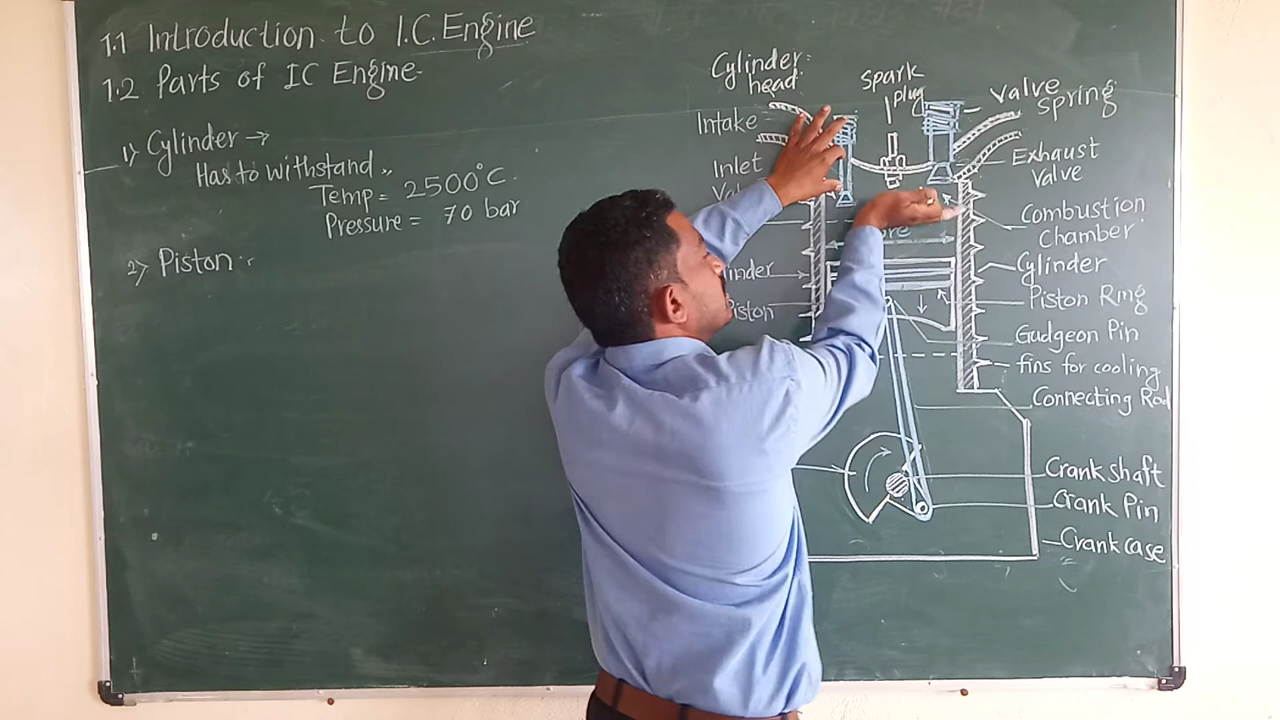 1.1 Introduction to I.C. Engine
1.2 Parts of IC Engine
1) Cylinder →
Has to withstand
Temp = 2500°C.
Pressure = 70 bar
2) Piston
Cylinder
head
Intake
Inlet
Spark
plug
Valve
Spring
Exhaust
Valve
Combustion
Chamber
Cylinder
Piston Ring
Gudgeon Pin
fins for cooling
Connecting Rod
Crank shaft
Crank Pin
Crank case